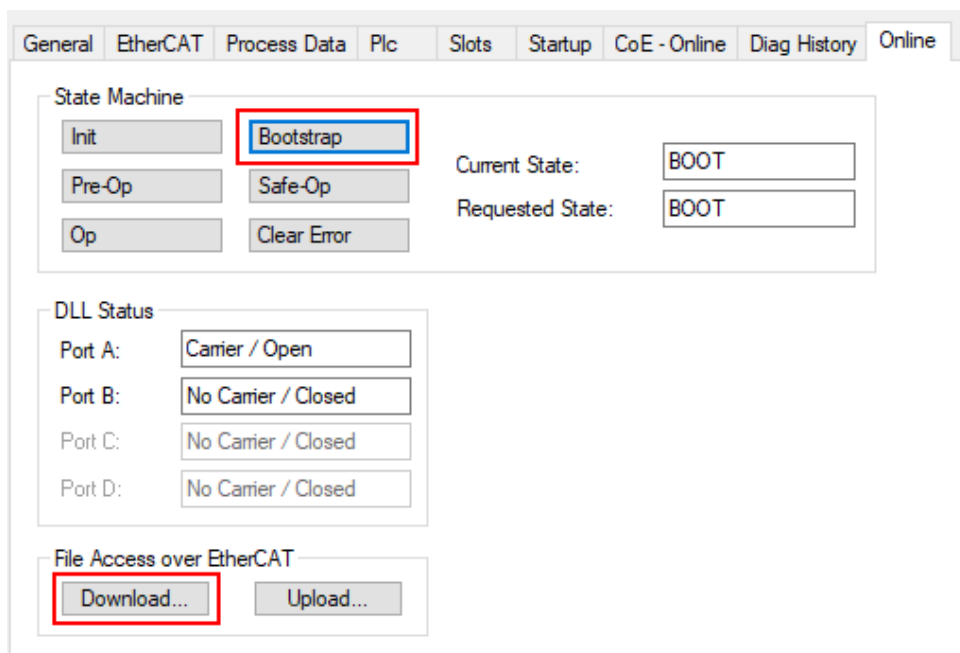 General EtherCAT Process Data Plc Slots Startup CoE - Online Diag History Online
State Machine
Init Bootstrap
Current State: BOOT
Pre-Op Safe-Op
Requested State: BOOT
Op Clear Error
DLL Status
Port A: Carrier / Open
Port B: No Carrier / Closed
Port C: No Carrier / Closed
Port D: No Carrier / Closed
File Access over EtherCAT
Download... Upload...